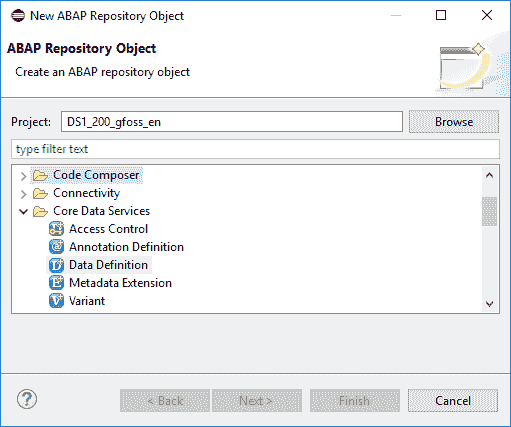 New ABAP Repository Object
ABAP Repository Object
Create an ABAP repository object
Project: DS1_200_gfoss_en Browse
type filter text
Code Composer
Connectivity
Core Data Services
Access Control
Annotation Definition
Data Definition
Metadata Extension
Variant
? < Back Next > Finish Cancel